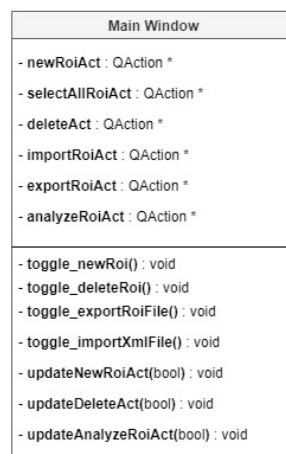 Main Window
- newRoiAct : QAction *
- selectAllRoiAct : QAction *
- deleteAct : QAction *
- importRoiAct : QAction *
- exportRoiAct : QAction *
- analyzeRoiAct : QAction *
- toggle_newRoi() : void
- toggle_deleteRoi() : void
- toggle_exportRoiFile() : void
- toggle_importXmlFile() : void
- updateNewRoiAct(bool) : void
- updateDeleteAct(bool) : void
- updateAnalyzeRoiAct(bool) : void